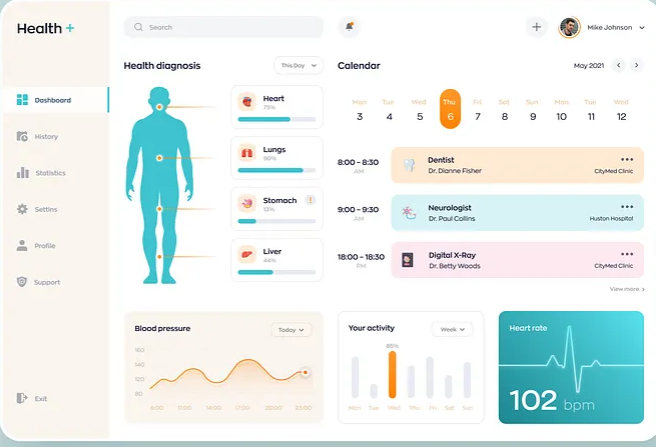 Health +
Search
Mike Johnson
Dashboard
History
Statistics
Settins
Profile
Support
Exit
Health diagnosis
This Day
Heart
75%
Lungs
90%
Stomach
Liver
44%
Calendar
May 2021
Mon Tue Wed Thu Fri Sat Sun Mon Tue Wed
3 4 5 6 7 8 9 10 11 12
8:00 - 8:30
AM
Dentist
Dr. Dianne Fisher
CityMed Clinic
9:00 - 9:30
AM
Neurologist
Dr. Paul Collins
Huston Hospital
18:00 - 18:30
PM
Digital X-Ray
Dr. Betty Woods
CityMed Clinic
View more
Blood pressure
Today
160
140
120
80
11:00 14:00 17:00 20:00 23:00
Your activity
Week
85%
Mon Tue Wed Thu Fri Sat Sun
Heart rate
102 bpm